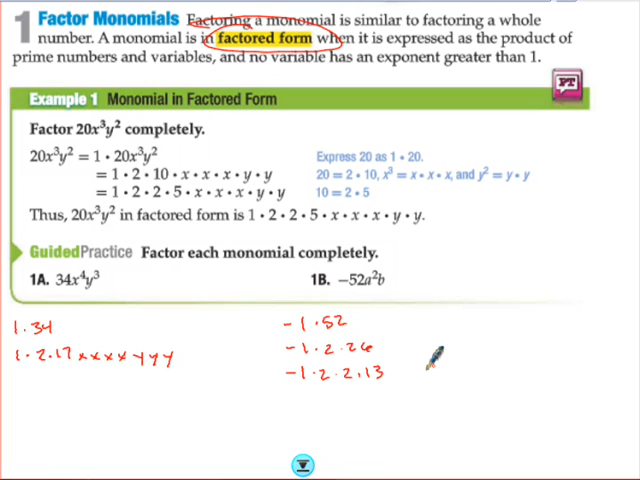 1 Factor Monomials Factoring a monomial is similar to factoring a whole
number. A monomial is in factored form when it is expressed as the product of
prime numbers and variables, and no variable has an exponent greater than 1.
PT
Example 1 Monomial in Factored Form
Factor 20x³y² completely.
20x³y² = 1 • 20x³y² Express 20 as 1 • 20.
= 1 • 2 • 10 • x • x • x • y • y 20 = 2 • 10, x³ = x • x • x, and y² = y • y
= 1 • 2 • 2 • 5 • x • x • x • y • y 10 = 2 • 5
Thus, 20x³y² in factored form is 1 • 2 • 2 • 5 • x • x • x • y • y.
GuidedPractice Factor each monomial completely.
1A. 34x⁴y³ 1B. −52a²b
1·34 -1·52
1·2·17xxxxyyy -1·2·26
-1·2·2·13